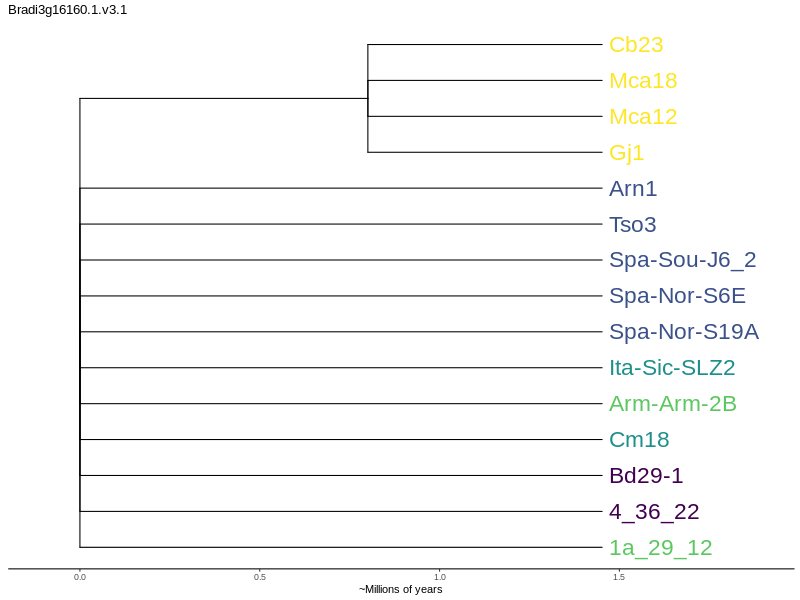 Bradi3g16160.1.v3.1
Cb23
Mca18
Mca12
Gj1
Arn1
Tso3
Spa-Sou-J6_2
Spa-Nor-S6E
Spa-Nor-S19A
Ita-Sic-SLZ2
Arm-Arm-2B
Cm18
Bd29-1
4_36_22
1a_29_12
0.0 0.5 1.0 1.5
~Millions of years